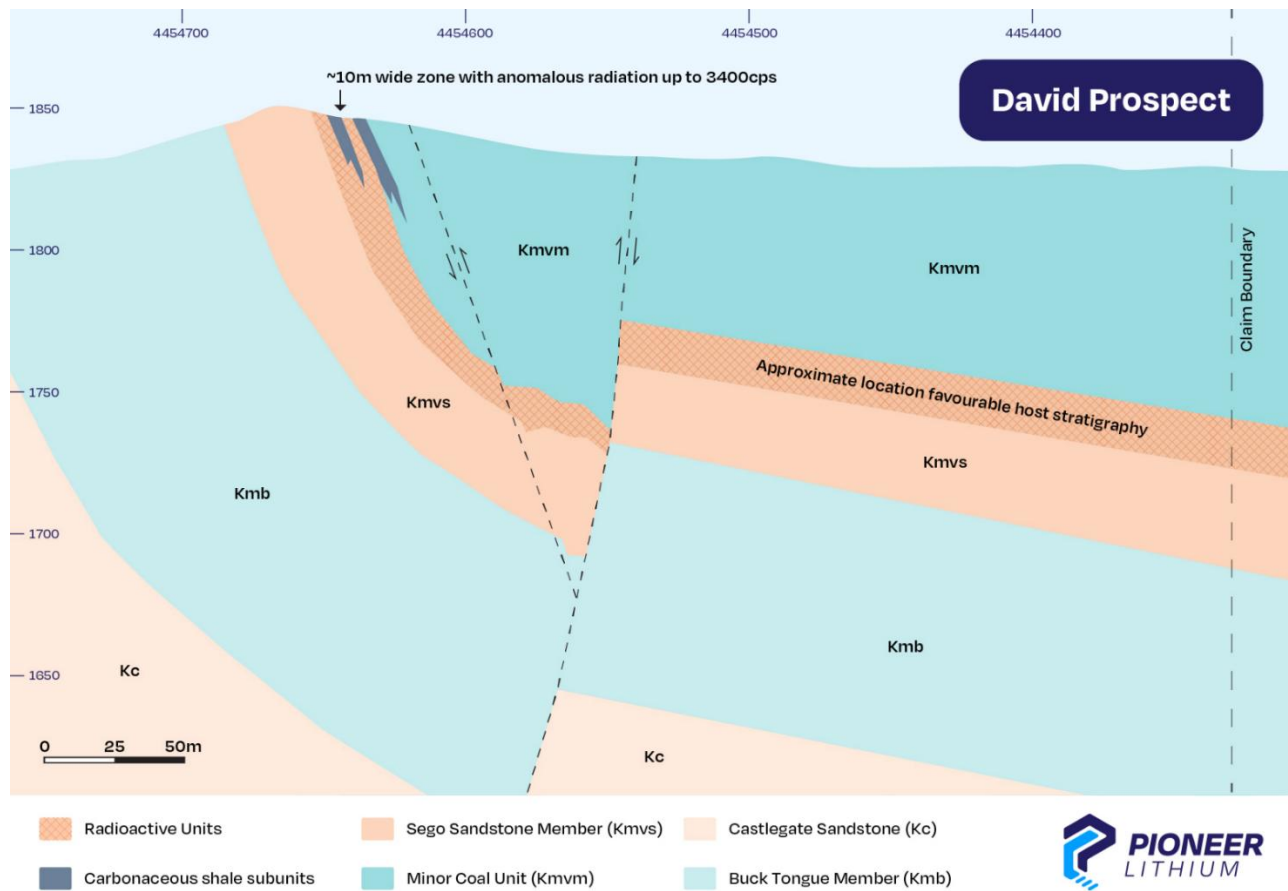 4454700
4454600
4454500
4454400
~10m wide zone with anomalous radiation up to 3400cps
David Prospect
1850
1800
1750
1700
1650
Kmvm
Kmvm
Claim Boundary
Approximate location favourable host stratigraphy
Kmvs
Kmvs
Kmb
Kmb
Kc
Kc
0 25 50m
Radioactive Units
Sego Sandstone Member (Kmvs)
Castlegate Sandstone (Kc)
Carbonaceous shale subunits
Minor Coal Unit (Kmvm)
Buck Tongue Member (Kmb)
PIONEER
LITHIUM